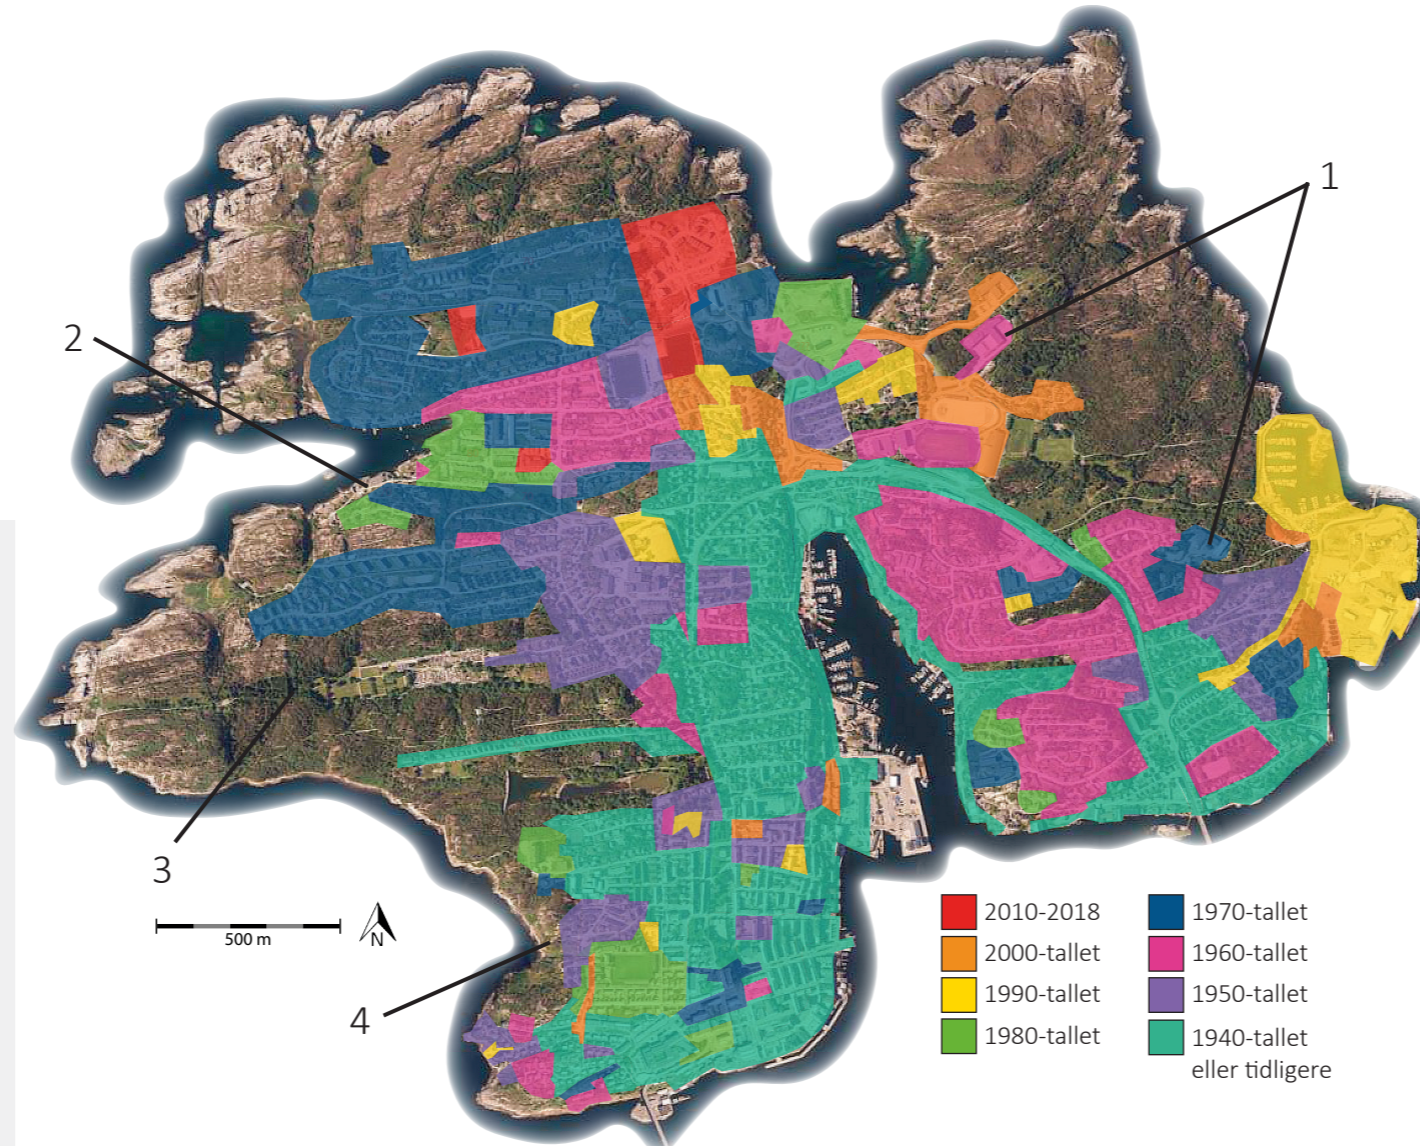 1
2
3
500 m
N
4
2010-2018
2000-tallet
1990-tallet
1980-tallet
1970-tallet
1960-tallet
1950-tallet
1940-tallet
eller tidligere